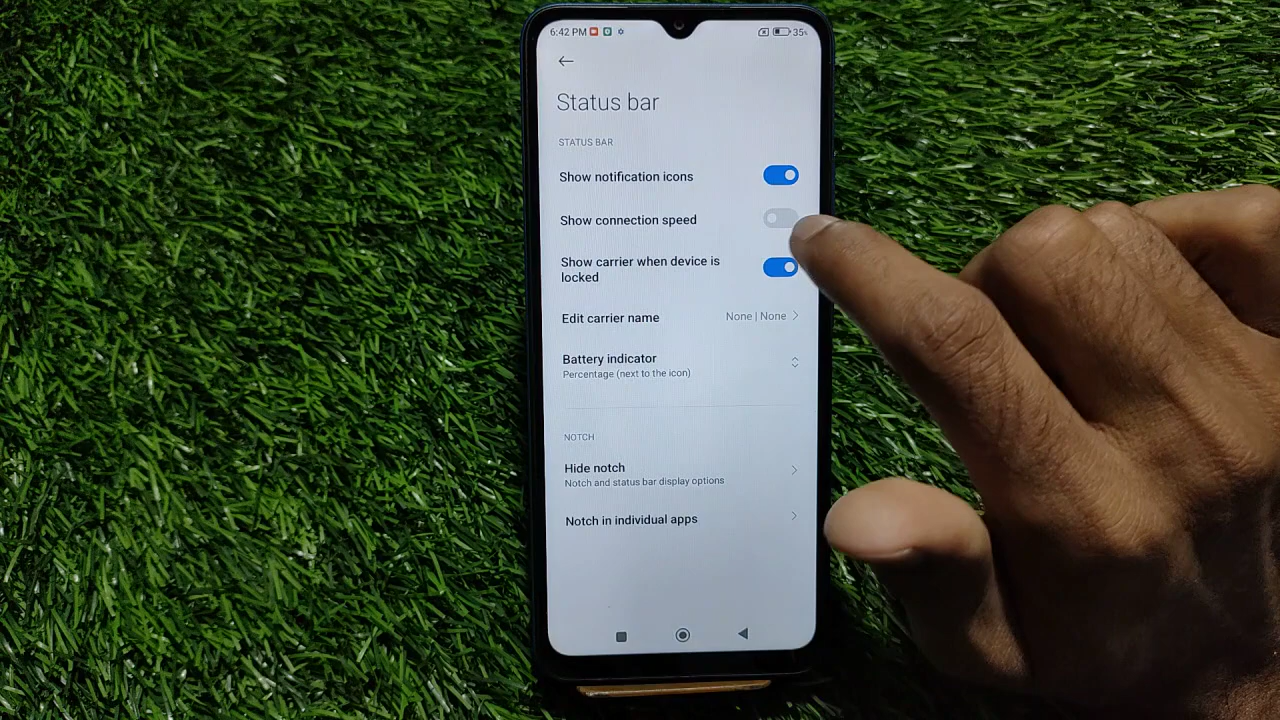 6:42 PM 35%
Status bar
STATUS BAR
Show notification icons
Show connection speed
Show carrier when device is
locked
Edit carrier name None | None
Battery indicator
Percentage (next to the icon)
NOTCH
Hide notch
Notch and status bar display options
Notch in individual apps